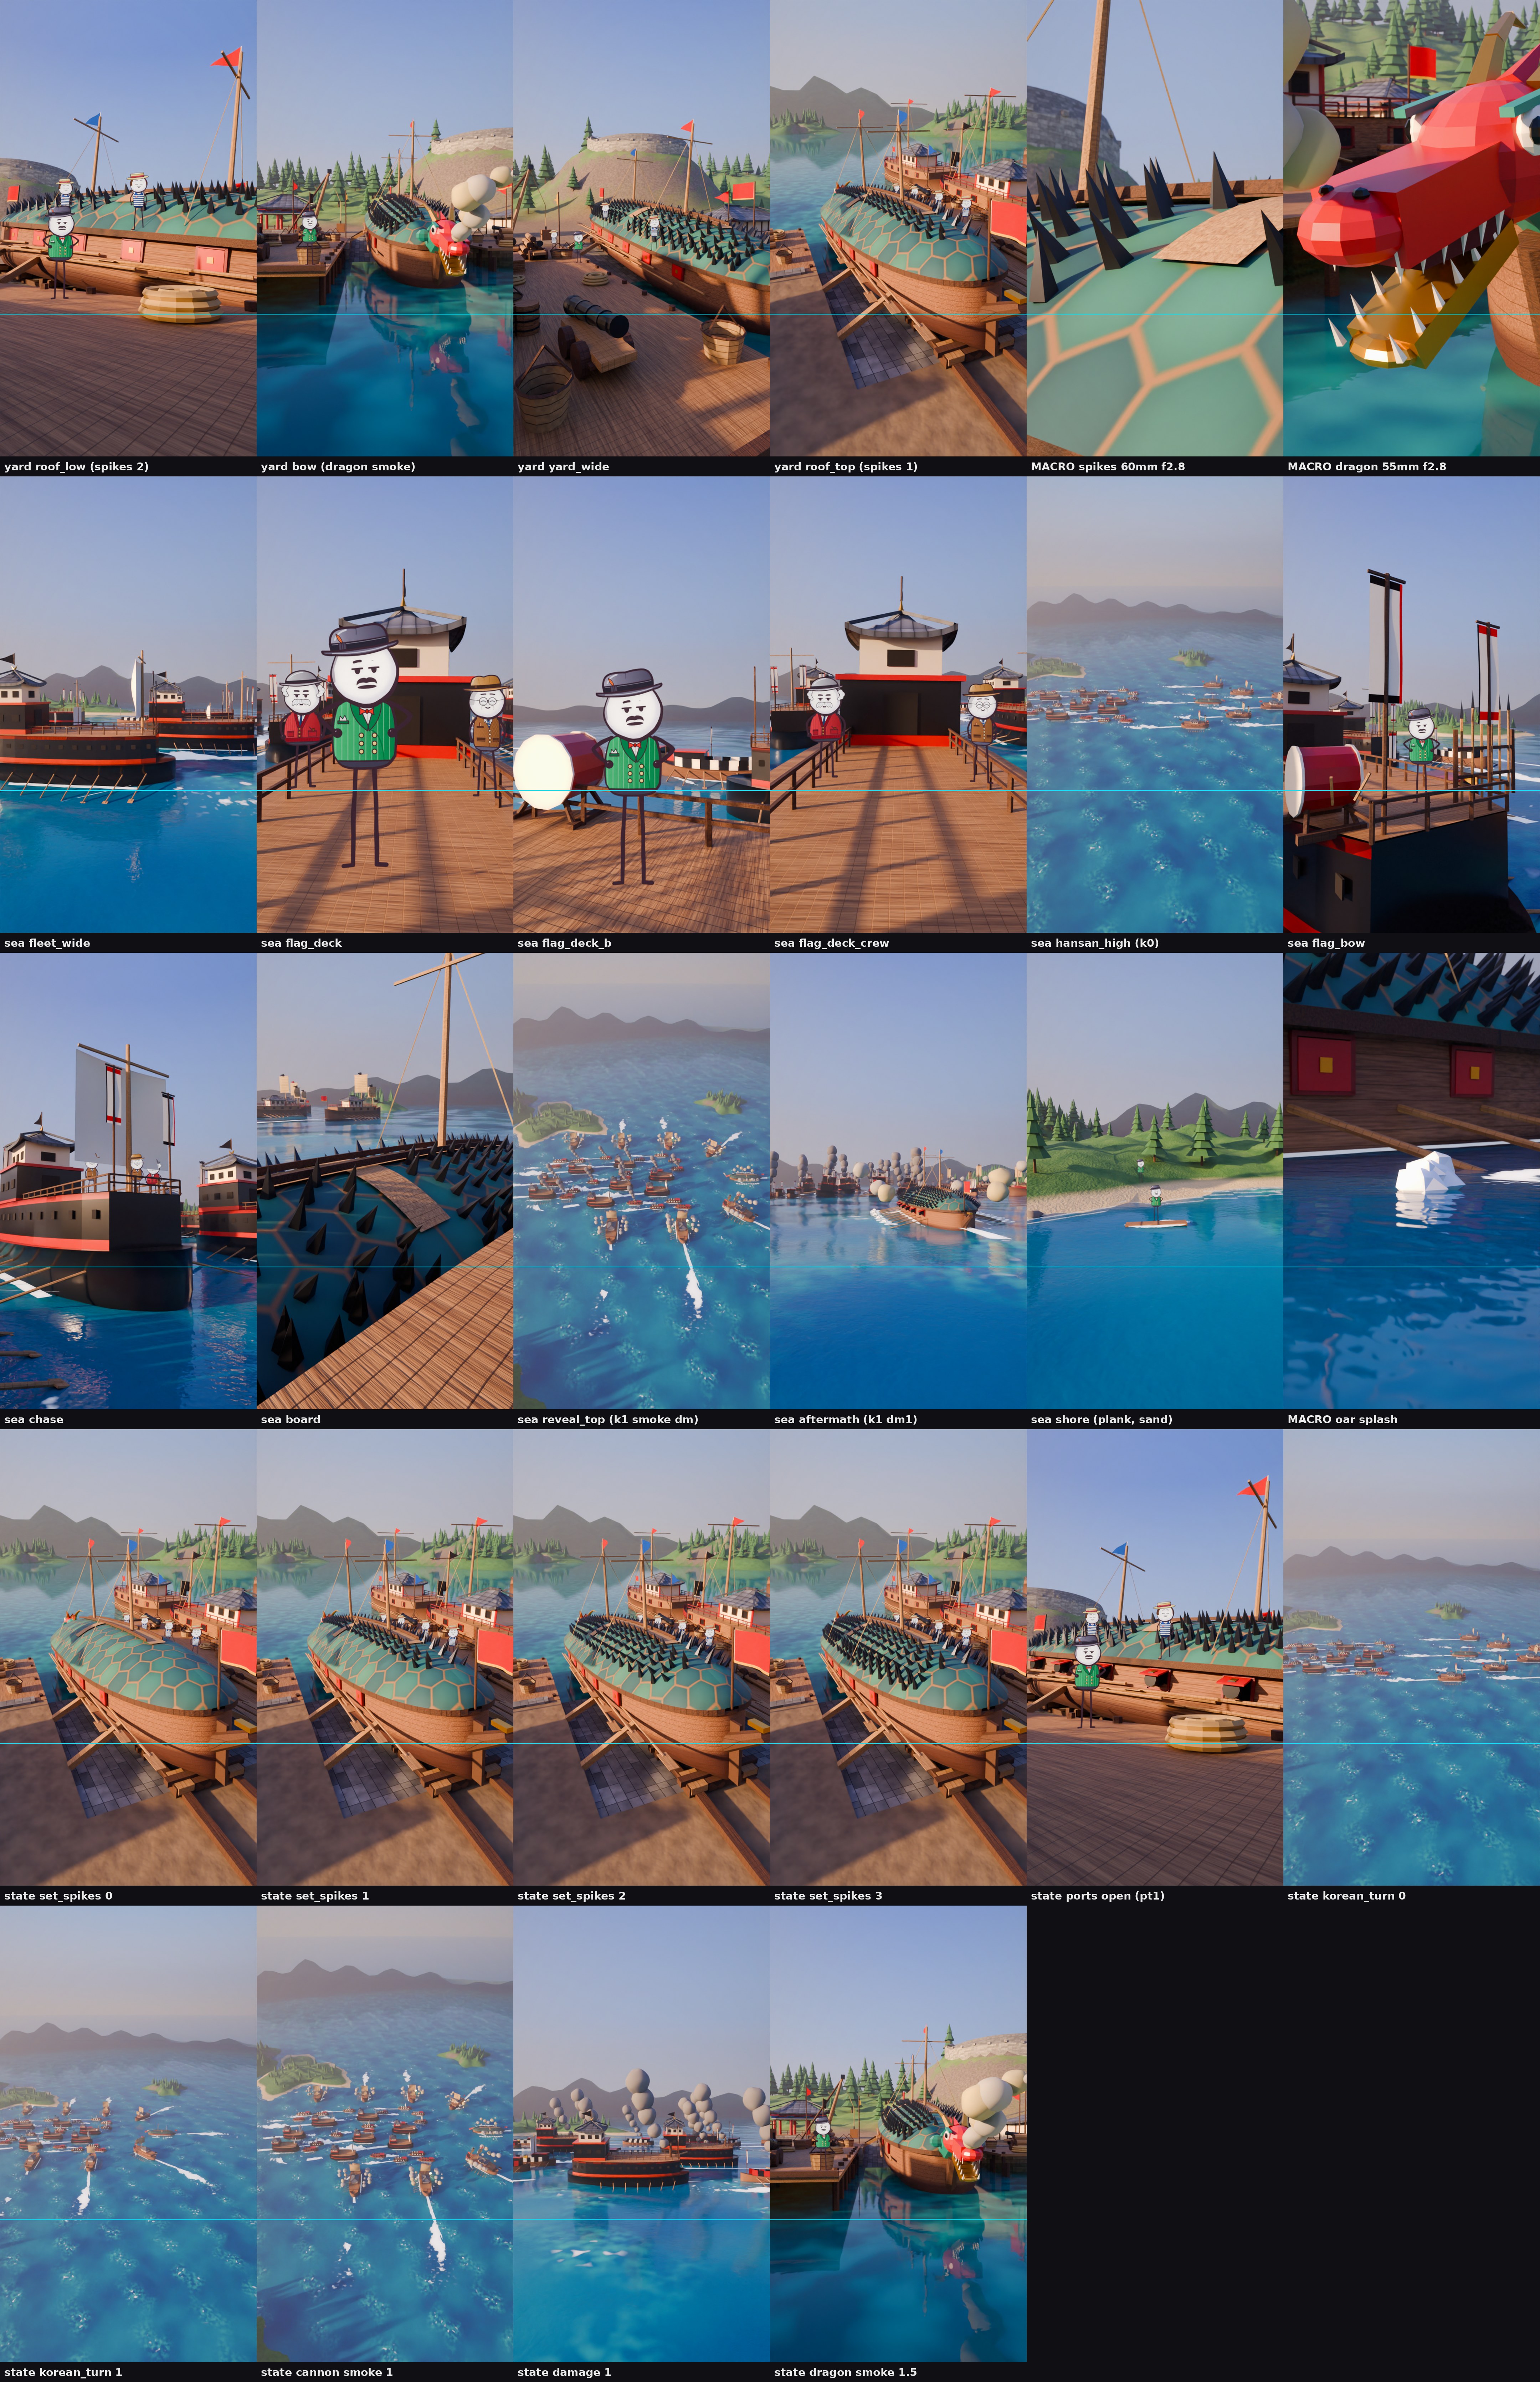 yard roof_low (spikes 2)
yard bow (dragon smoke)
yard yard_wide
yard roof_top (spikes 1)
MACRO spikes 60mm f2.8
MACRO dragon 55mm f2.8
sea fleet_wide
sea flag_deck
sea flag_deck_b
sea flag_deck_crew
sea hansan_high (k0)
sea flag_bow
sea chase
sea board
sea reveal_top (k1 smoke dm)
sea aftermath (k1 dm1)
sea shore (plank, sand)
MACRO oar splash
state set_spikes 0
state set_spikes 1
state set_spikes 2
state set_spikes 3
state ports open (pt1)
state korean_turn 0
state korean_turn 1
state cannon smoke 1
state damage 1
state dragon smoke 1.5